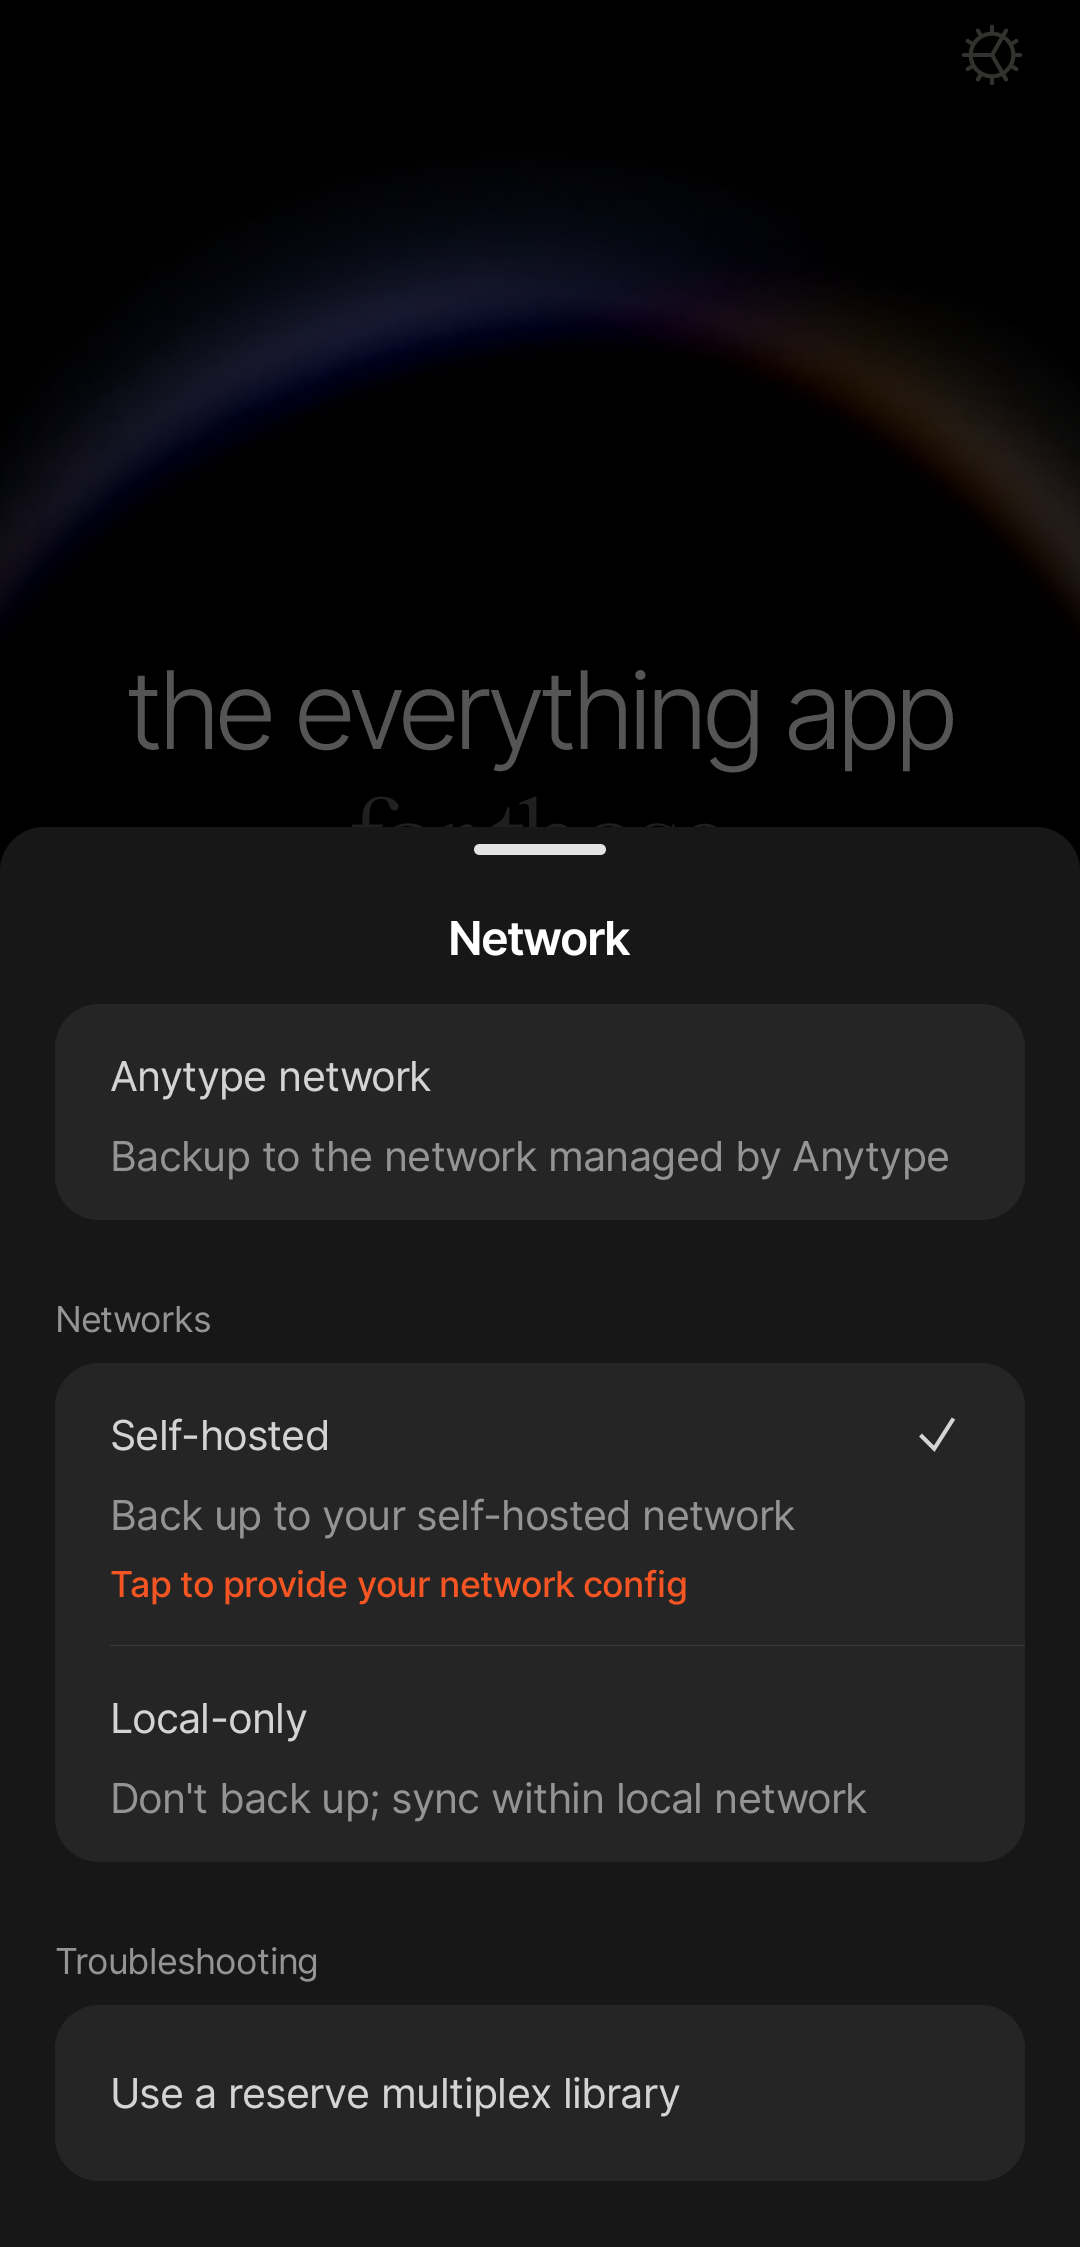 the everything app
for those
Network
Anytype network
Backup to the network managed by Anytype
Networks
Self-hosted
Back up to your self-hosted network
Tap to provide your network config
Local-only
Don't back up; sync within local network
Troubleshooting
Use a reserve multiplex library